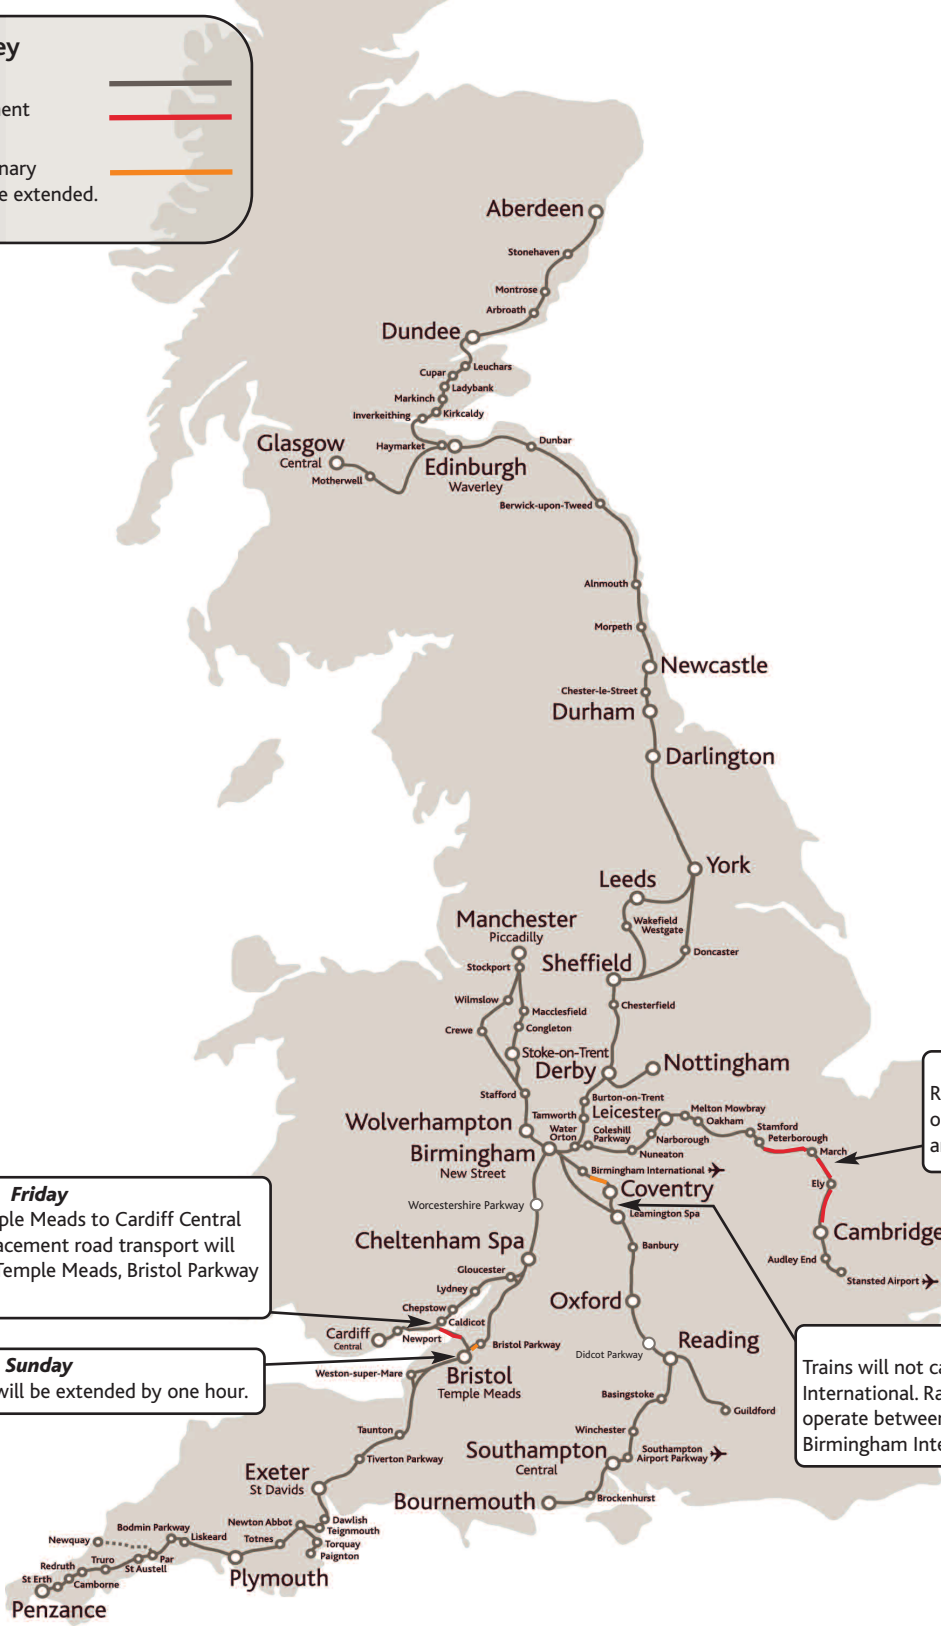 ey
ent
nary
e extended.
Aberdeen
Stonehaven
Montrose
Arbroath
Dundee
Leuchars
Cupar
Ladybank
Markinch
Kirkcaldy
Inverkeithing
Glasgow
Central
Haymarket
Dunbar
Edinburgh
Waverley
Motherwell
Berwick-upon-Tweed
Alnmouth
Morpeth
Newcastle
Chester-le-Street
Durham
Darlington
York
Leeds
Manchester
Piccadilly
Wakefield
Westgate
Doncaster
Stockport
Sheffield
Wilmslow
Chesterfield
Macclesfield
Crewe
Congleton
Stoke-on-Trent
Derby
Nottingham
Stafford
Burton-on-Trent
Tamworth
Leicester
Melton Mowbray
Oakham
Stamford
Peterborough
March
Wolverhampton
Water
Orton
Coleshill
Parkway
Narborough
Nuneaton
Birmingham
New Street
Birmingham International
Ely
Coventry
Worcestershire Parkway
Leamington Spa
Cambridge
Banbury
Audley End
Stansted Airport
Cheltenham Spa
Gloucester
Lydney
Oxford
Chepstow
Caldicot
Cardiff
Central
Newport
Bristol Parkway
Didcot Parkway
Reading
Weston-super-Mare
Bristol
Temple Meads
Basingstoke
Guildford
Taunton
Winchester
Tiverton Parkway
Southampton
Central
Southampton
Airport Parkway
Exeter
St Davids
Bournemouth
Brockenhurst
Newton Abbot
Dawlish
Teignmouth
Bodmin Parkway
Liskeard
Totnes
Torquay
Paignton
Newquay
Par
St Austell
Truro
Redruth
Camborne
St Erth
Plymouth
Penzance
R
o
a
Friday
ple Meads to Cardiff Central
acement road transport will
Temple Meads, Bristol Parkway
Sunday
will be extended by one hour.
Trains will not ca
International. Ra
operate between
Birmingham Inte